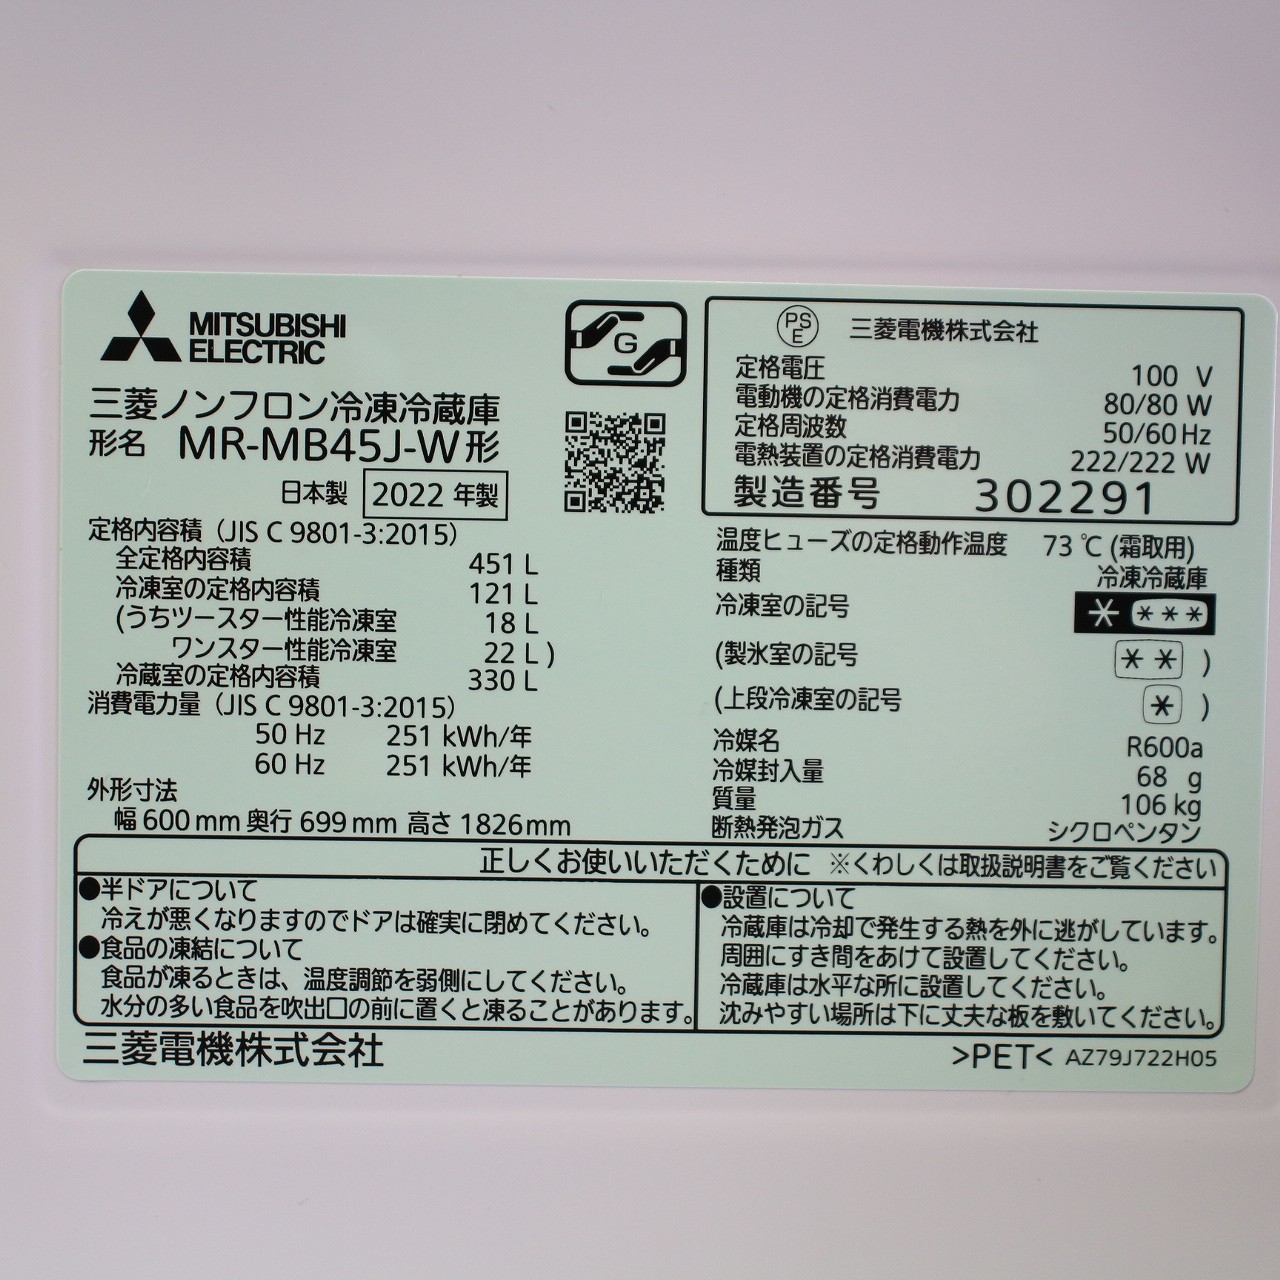 MITSUBISHI
ELECTRIC
三菱ノンフロン冷凍冷蔵庫
形名 MR-MB45J-W形
日本製 2022 年製
定格内容積（JIS C 9801-3:2015）
全定格内容積 451 L
冷凍室の定格内容積 121 L
(うちツースター性能冷凍室 18 L
ワンスター性能冷凍室 22 L )
冷蔵室の定格内容積 330 L
消費電力量（JIS C 9801-3:2015）
50 Hz 251 kWh/年
60 Hz 251 kWh/年
外形寸法
幅 600 mm 奥行 699 mm 高さ 1826 mm
G
PS
E
三菱電機株式会社
定格電圧 100 V
電動機の定格消費電力 80/80 W
定格周波数 50/60 Hz
電熱装置の定格消費電力 222/222 W
製造番号 302291
温度ヒューズの定格動作温度 73 ℃ (霜取用)
種類 冷凍冷蔵庫
冷凍室の記号 * ***
(製氷室の記号 ** )
(上段冷凍室の記号 * )
冷媒名 R600a
冷媒封入量 68 g
質量 106 kg
断熱発泡ガス シクロペンタン
正しくお使いいただくために ※くわしくは取扱説明書をご覧ください
●半ドアについて
冷えが悪くなりますのでドアは確実に閉めてください。
●食品の凍結について
食品が凍るときは、温度調節を弱側にしてください。
水分の多い食品を吹出口の前に置くと凍ることがあります。
●設置について
冷蔵庫は冷却で発生する熱を外に逃がしています。
周囲にすき間をあけて設置してください。
冷蔵庫は水平な所に設置してください。
沈みやすい場所は下に丈夫な板を敷いてください。
三菱電機株式会社
>PET< AZ79J722H05